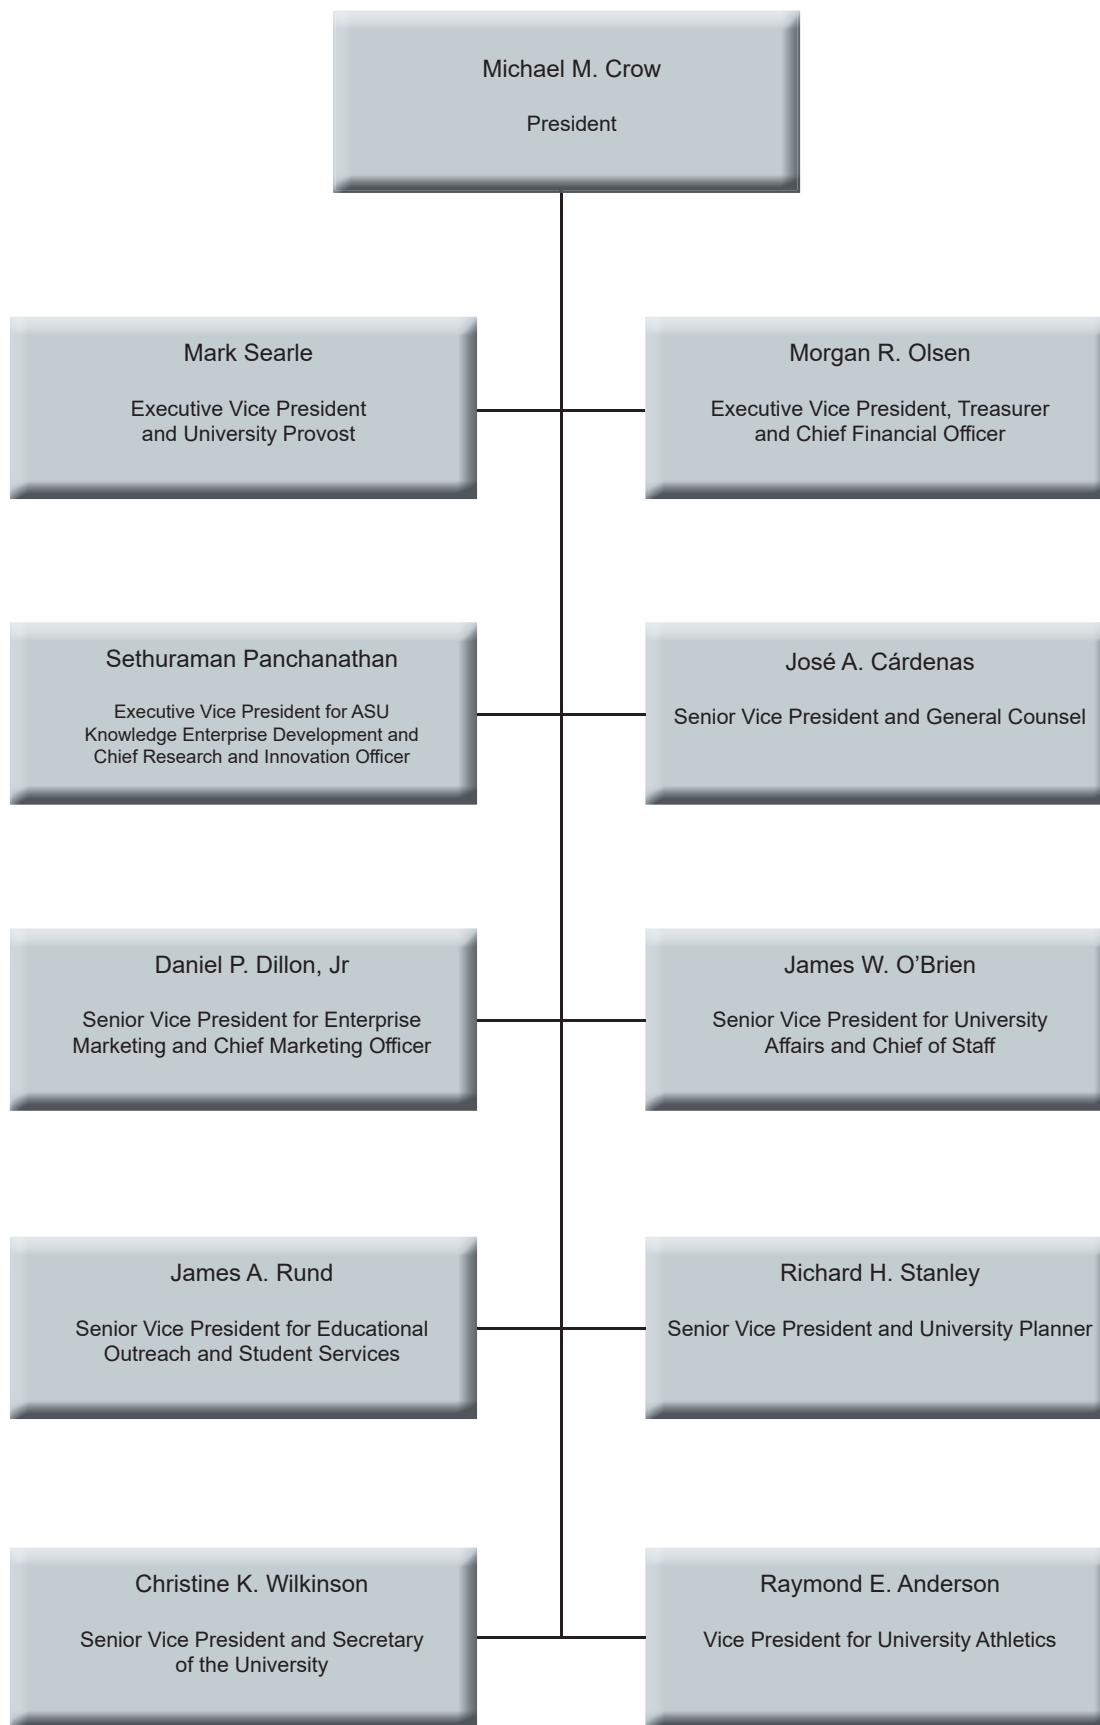 Michael M. Crow
President
Mark Searle
Executive Vice President
and University Provost
Morgan R. Olsen
Executive Vice President, Treasurer
and Chief Financial Officer
Sethuraman Panchanathan
Executive Vice President for ASU
Knowledge Enterprise Development and
Chief Research and Innovation Officer
José A. Cárdenas
Senior Vice President and General Counsel
Daniel P. Dillon, Jr
Senior Vice President for Enterprise
Marketing and Chief Marketing Officer
James W. O’Brien
Senior Vice President for University
Affairs and Chief of Staff
James A. Rund
Senior Vice President for Educational
Outreach and Student Services
Richard H. Stanley
Senior Vice President and University Planner
Christine K. Wilkinson
Senior Vice President and Secretary
of the University
Raymond E. Anderson
Vice President for University Athletics